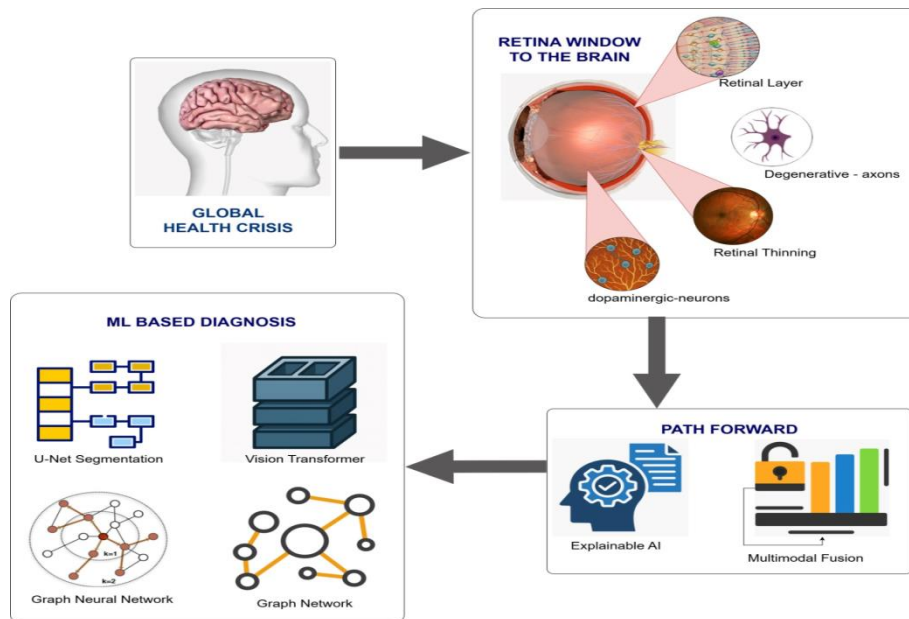 GLOBAL
HEALTH CRISIS
RETINA WINDOW
TO THE BRAIN
Retinal Layer
Degenerative - axons
Retinal Thinning
dopaminergic-neurons
PATH FORWARD
Explainable AI
Multimodal Fusion
ML BASED DIAGNOSIS
U-Net Segmentation
Vision Transformer
k=1
k=2
Graph Neural Network
Graph Network